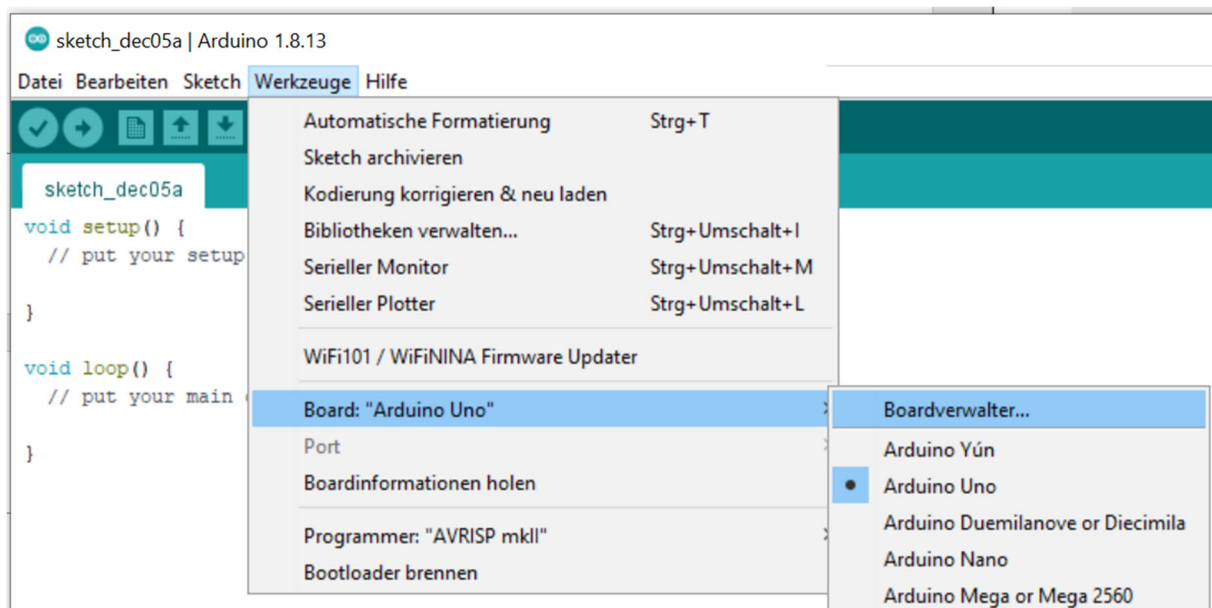 sketch_dec05a | Arduino 1.8.13
Datei Bearbeiten Sketch Werkzeuge Hilfe
sketch_dec05a
void setup() {
// put your setup
}
void loop() {
// put your main
}
Automatische Formatierung Strg+T
Sketch archivieren
Kodierung korrigieren & neu laden
Bibliotheken verwalten... Strg+Umschalt+I
Serieller Monitor Strg+Umschalt+M
Serieller Plotter Strg+Umschalt+L
WiFi101 / WiFiNINA Firmware Updater
Board: "Arduino Uno"
Port
Boardinformationen holen
Programmer: "AVRISP mkII"
Bootloader brennen
Boardverwalter...
Arduino Yún
Arduino Uno
Arduino Duemilanove or Diecimila
Arduino Nano
Arduino Mega or Mega 2560